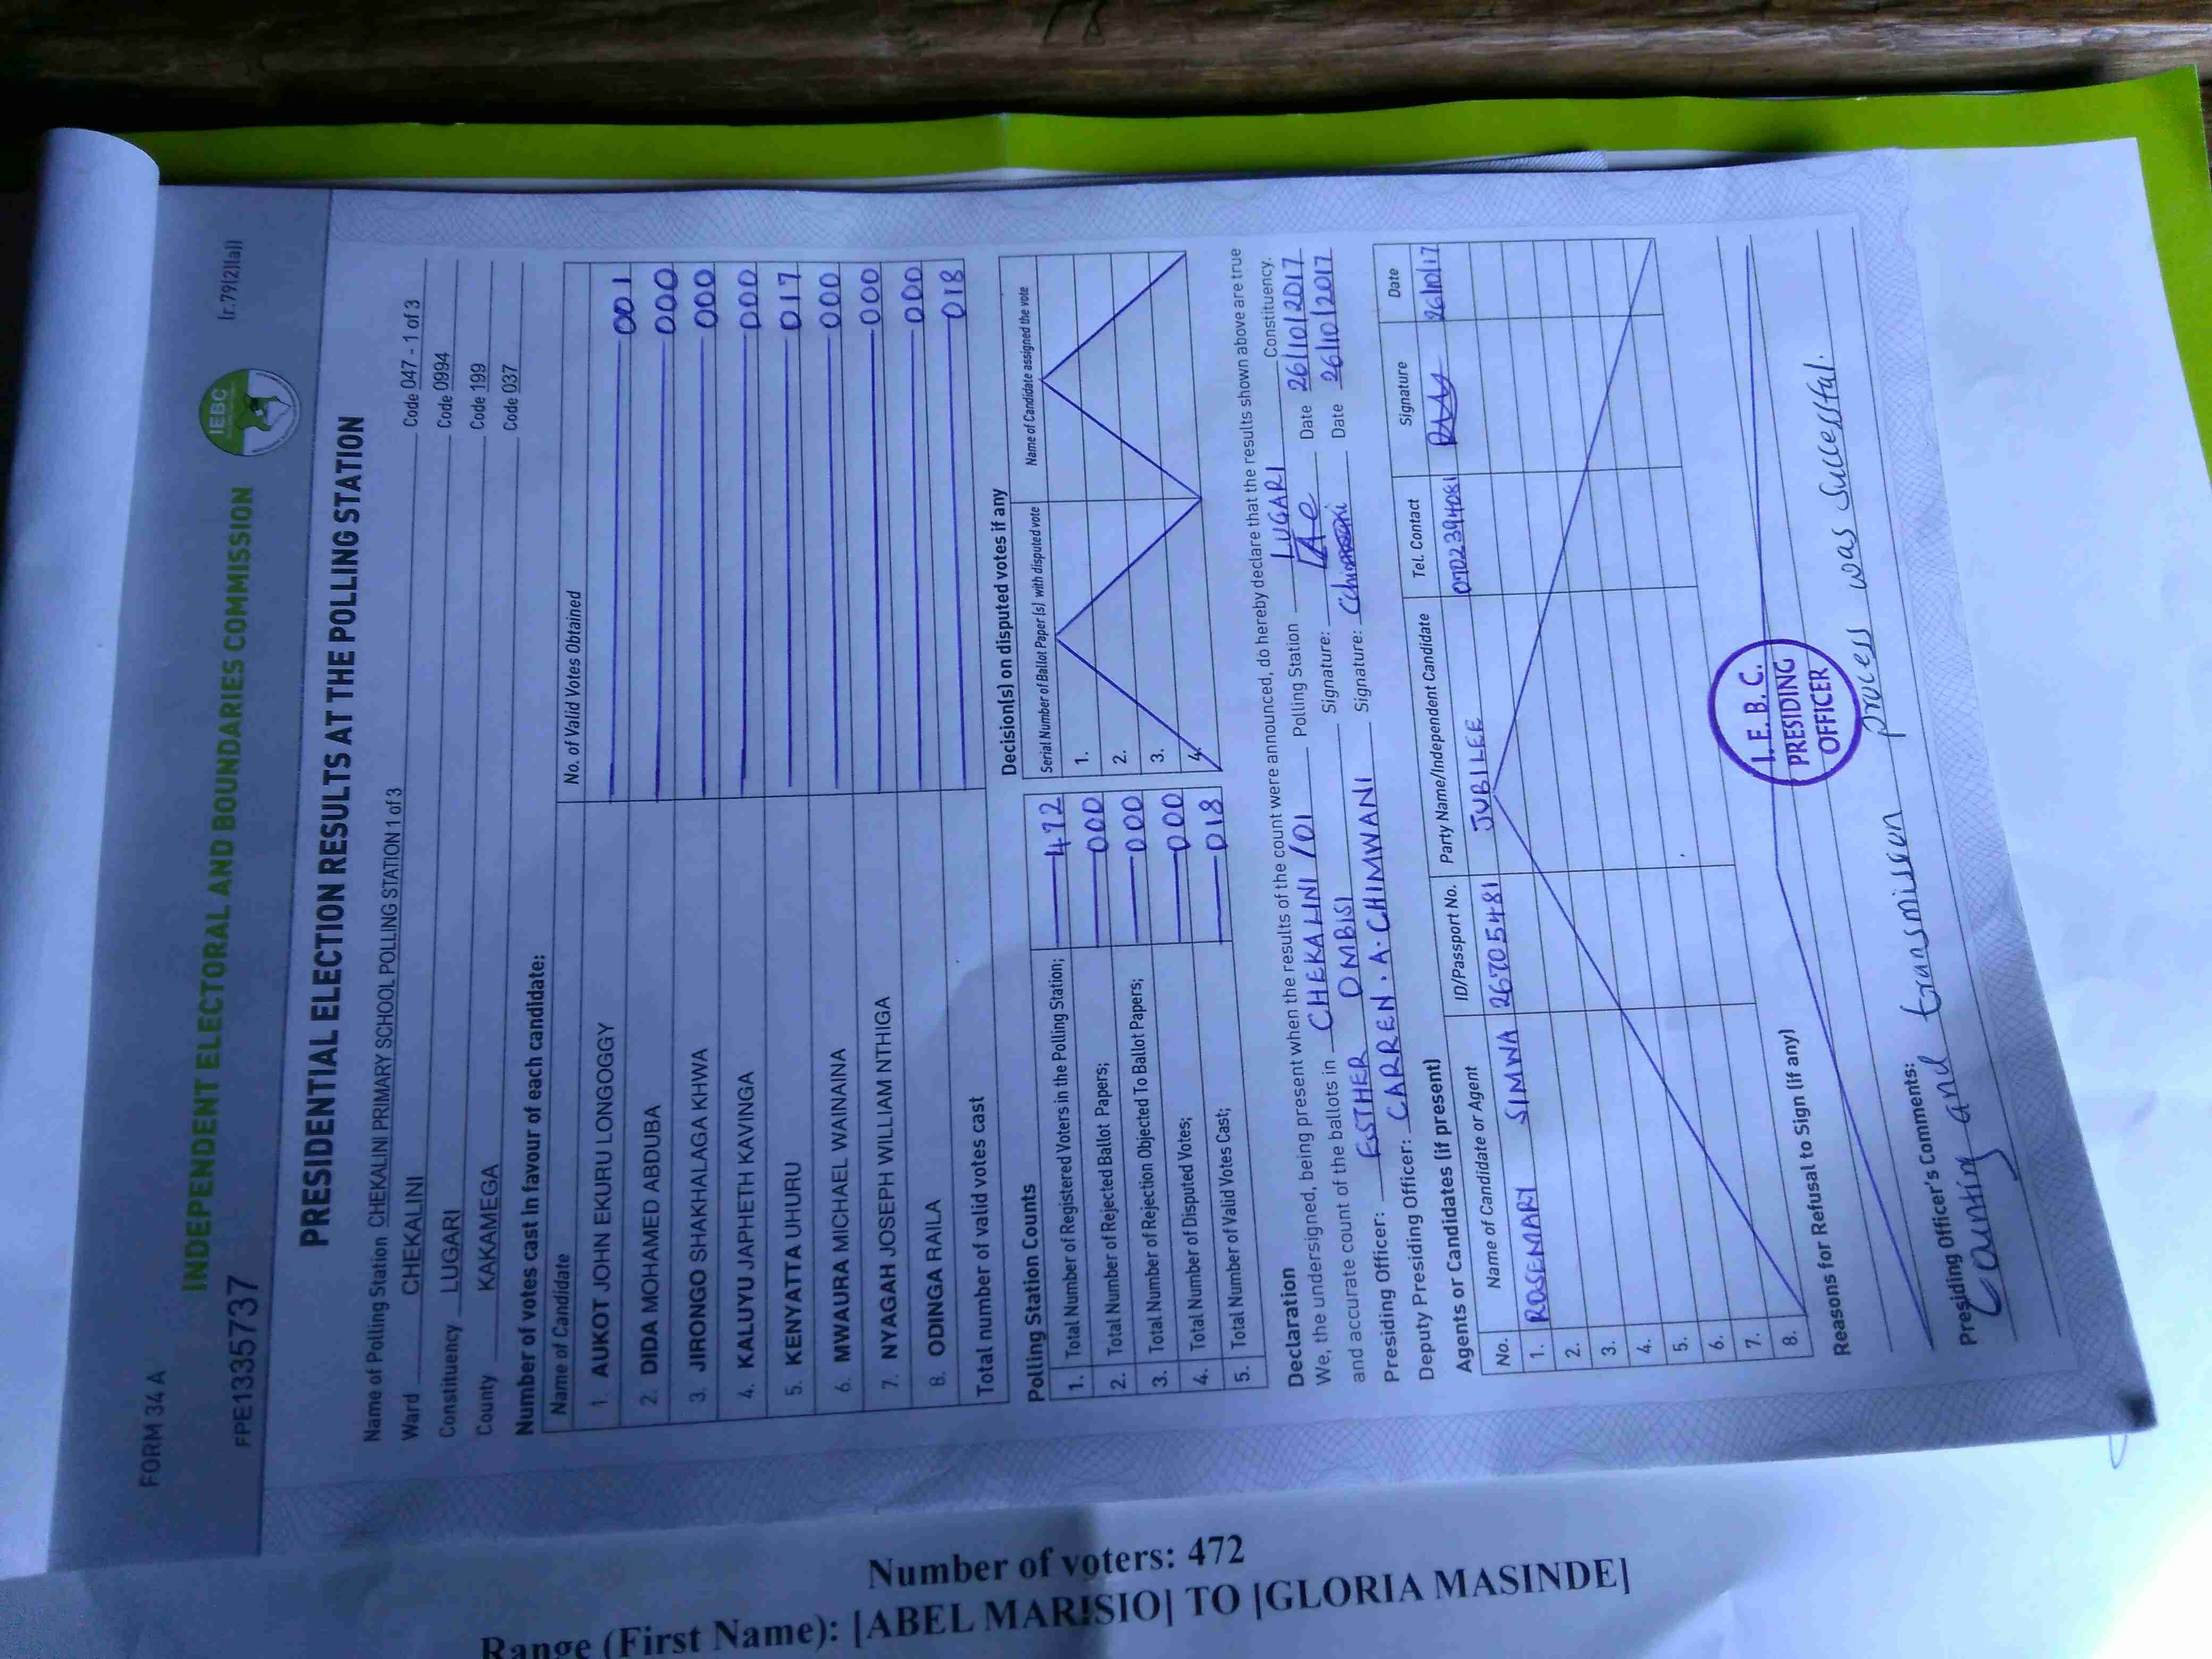 FORM 34 A
INDEPENDENT ELECTORAL AND BOUNDARIES COMMISSION
IEBC
(r.79(2)(a))
FPE1335737
PRESIDENTIAL ELECTION RESULTS AT THE POLLING STATION
Name of Polling Station CHEKALINI PRIMARY SCHOOL POLLING STATION 1 of 3 Code 047 - 1 of 3
Ward CHEKALINI Code 0994
Constituency LUGARI Code 199
County KAKAMEGA Code 037
Number of votes cast in favour of each candidate:
Name of Candidate No. of Valid Votes Obtained
1. AUKOT JOHN EKURU LONGOGGY 001
2. DIDA MOHAMED ABDUBA 000
3. JIRONGO SHAKHALAGA KHWA 000
4. KALUYU JAPHETH KAVINGA 000
5. KENYATTA UHURU 017
6. MWAURA MICHAEL WAINAINA 000
7. NYAGAH JOSEPH WILLIAM NTHIGA 000
8. ODINGA RAILA 000
Total number of valid votes cast 018
Polling Station Counts
1. Total Number of Registered Voters in the Polling Station; 472
2. Total Number of Rejected Ballot Papers; 000
3. Total Number of Rejection Objected To Ballot Papers; 000
4. Total Number of Disputed Votes; 000
5. Total Number of Valid Votes Cast; 018
Decision(s) on disputed votes if any
Serial Number of Ballot Paper (s) with disputed vote Name of Candidate assigned the vote
1.
2.
3.
4.
Declaration
We, the undersigned, being present when the results of the count were announced, do hereby declare that the results shown above are true
and accurate count of the ballots in CHEKALINI /01 Polling Station LUGARI Constituency.
Presiding Officer: ESTHER OMBISI Signature: Date 26/10/2017
Deputy Presiding Officer: CARREN. A. CHIMWANI Signature: Date 26/10/2017
Agents or Candidates (if present)
No. Name of Candidate or Agent ID/Passport No. Party Name/Independent Candidate Tel. Contact Signature Date
1. ROSEMARY SIMWA 26705481 JUBILEE 0702394081 26/10/17
2.
3.
4.
5.
6.
7.
8.
Reasons for Refusal to Sign (if any)
I. E. B. C.
PRESIDING
OFFICER
Presiding Officer's Comments:
Counting and transmission process was successful.
Number of voters: 472
Range (First Name): [ABEL MARISIO] TO [GLORIA MASINDE]